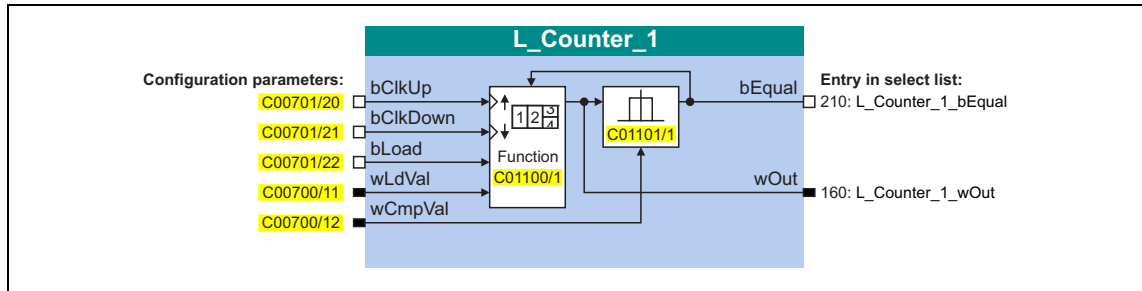 L_Counter_1
Configuration parameters:
Entry in select list:
C00701/20
bClkUp
bEqual
210: L_Counter_1_bEqual
C00701/21
bClkDown
1 2 3 4
C01101/1
C00701/22
bLoad
Function
C01100/1
C00700/11
wLdVal
wOut
160: L_Counter_1_wOut
C00700/12
wCmpVal